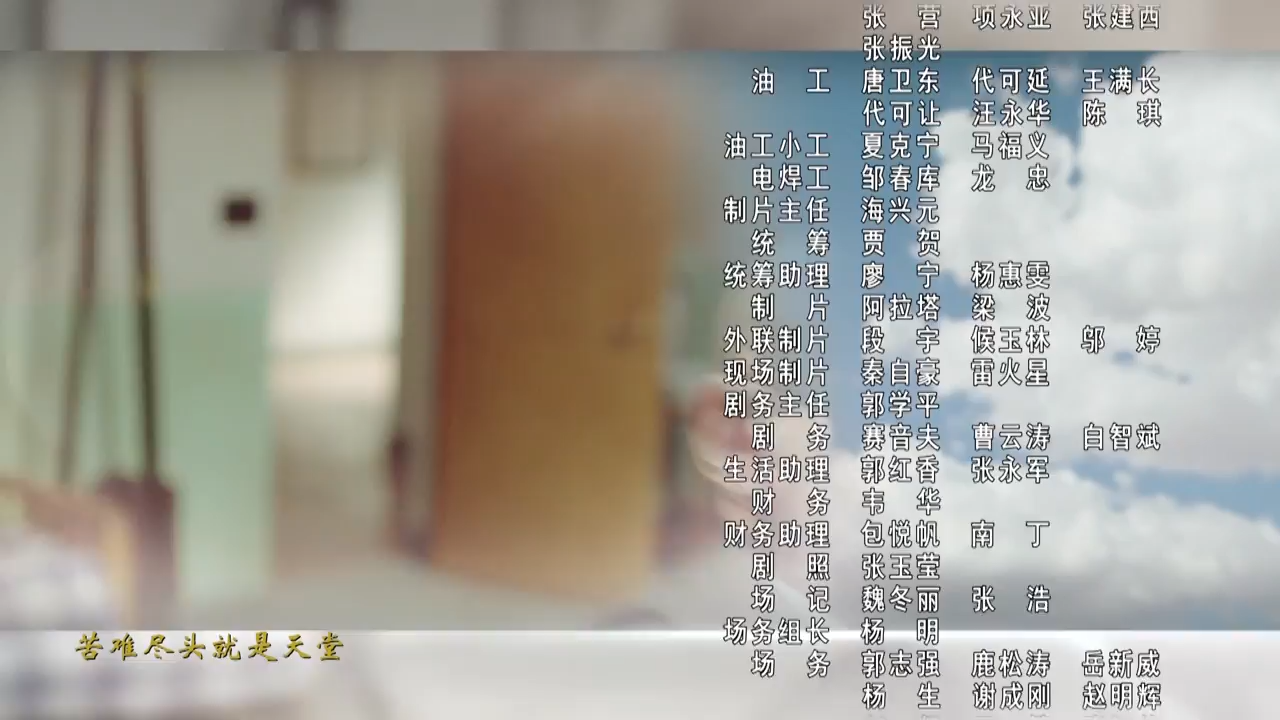 张营 项永亚 张建西
张振光
油工 唐卫东 代可延 王满长
代可让 汪永华 陈琪
油工小工 夏克宁 马福义
电焊工 邹春库 龙忠
制片主任 海兴元
统筹 贾贺
统筹助理 廖宁 杨惠雯
制片 阿拉塔 梁波
外联制片 段宇 侯玉林 邬婷
现场制片 秦自豪 雷火星
剧务主任 郭学平
剧务 赛音夫 曹云涛 白智斌
生活助理 郭红香 张永军
财务 韦华
财务助理 包悦帆 南丁
剧照 张玉莹
场记 魏冬丽 张浩
场务组长 杨明
场务 郭志强 鹿松涛 岳新威
杨生 谢成刚 赵明辉
苦难尽头就是天堂